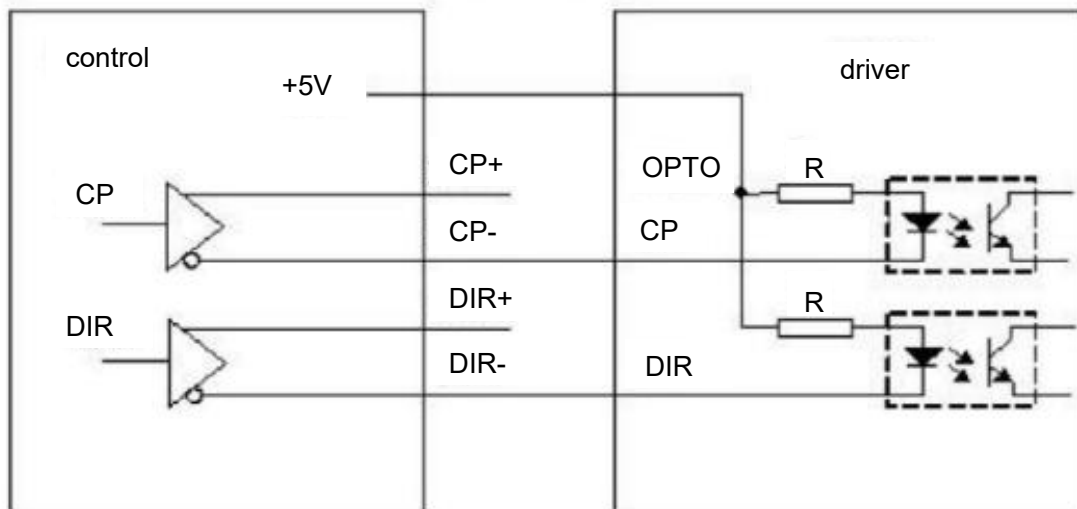 control
driver
+5V
CP+
OPTO
R
CP
CP-
CP
DIR+
R
DIR
DIR-
DIR